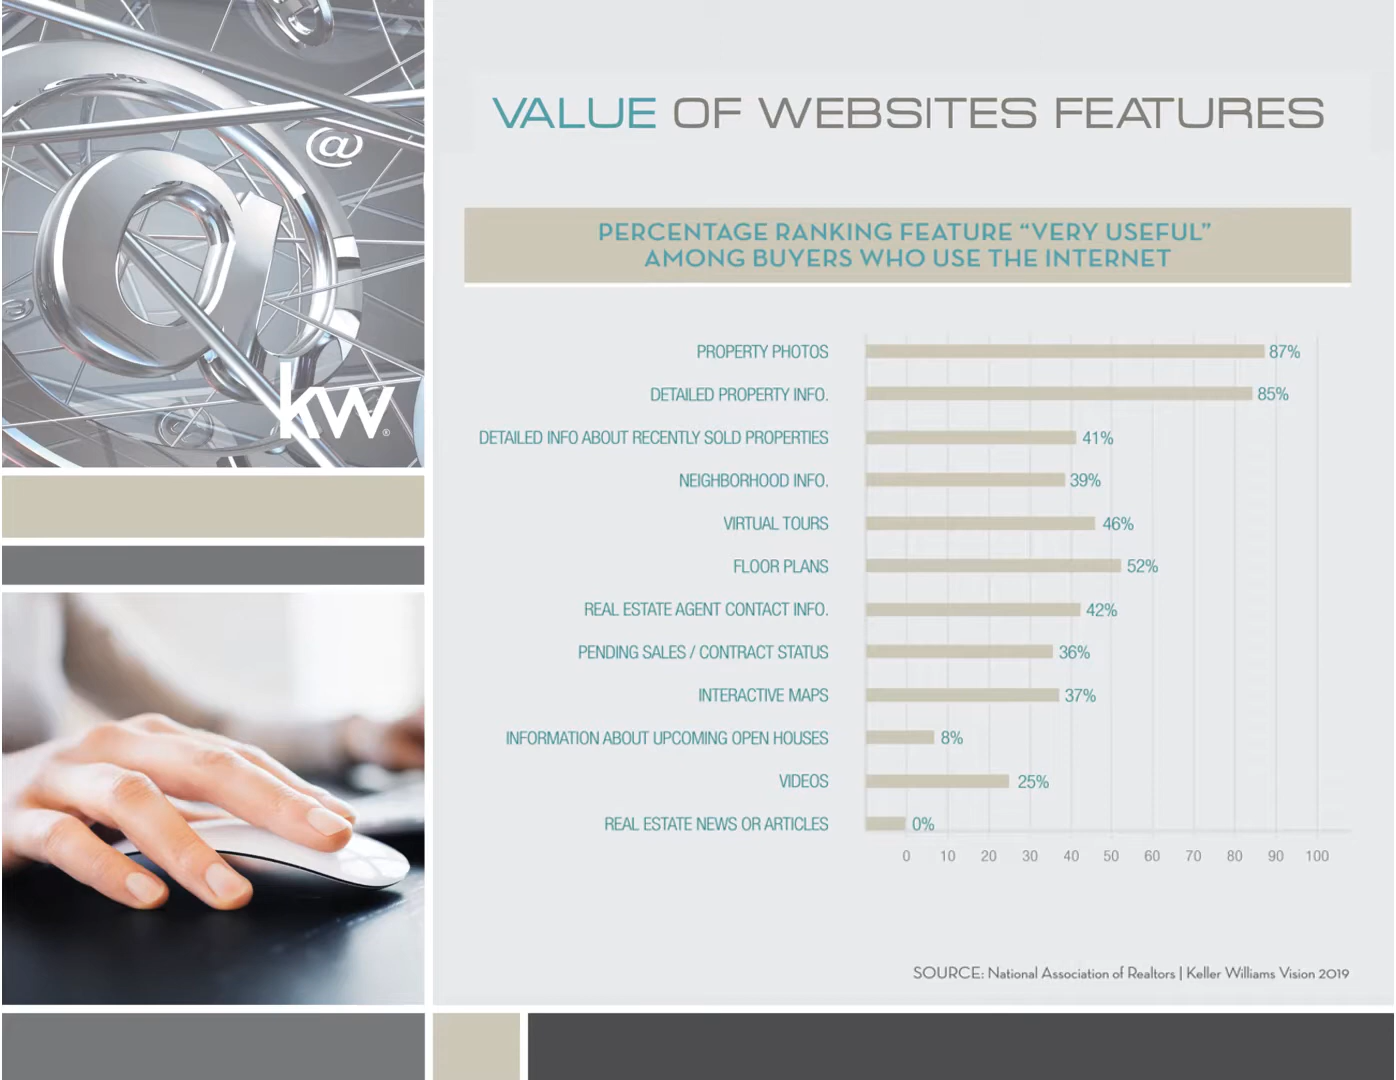 @
kw®
VALUE OF WEBSITES FEATURES
PERCENTAGE RANKING FEATURE “VERY USEFUL”
AMONG BUYERS WHO USE THE INTERNET
PROPERTY PHOTOS 87%
DETAILED PROPERTY INFO. 85%
DETAILED INFO ABOUT RECENTLY SOLD PROPERTIES 41%
NEIGHBORHOOD INFO. 39%
VIRTUAL TOURS 46%
FLOOR PLANS 52%
REAL ESTATE AGENT CONTACT INFO. 42%
PENDING SALES / CONTRACT STATUS 36%
INTERACTIVE MAPS 37%
INFORMATION ABOUT UPCOMING OPEN HOUSES 8%
VIDEOS 25%
REAL ESTATE NEWS OR ARTICLES 0%
0 10 20 30 40 50 60 70 80 90 100
SOURCE: National Association of Realtors | Keller Williams Vision 2019